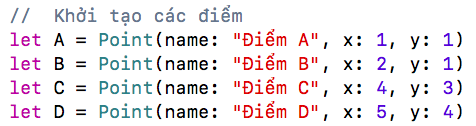 //  Khởi tạo các điểm
let A = Point(name: "Điểm A", x: 1, y: 1)
let B = Point(name: "Điểm B", x: 2, y: 1)
let C = Point(name: "Điểm C", x: 4, y: 3)
let D = Point(name: "Điểm D", x: 5, y: 4)